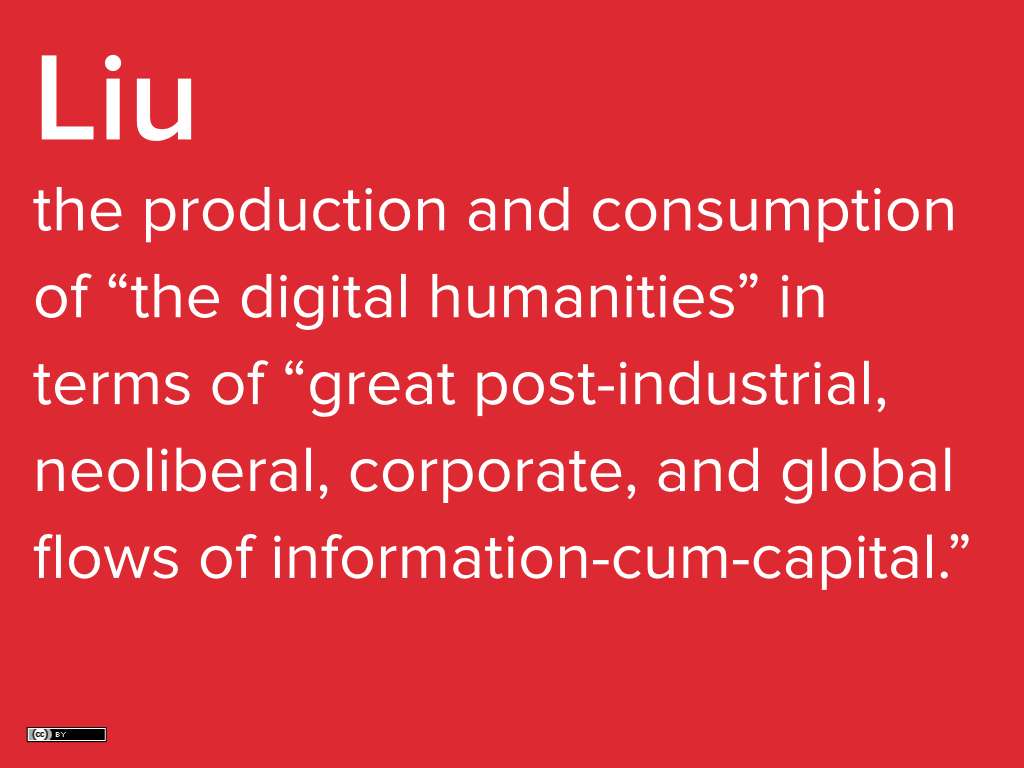 Liu
the production and consumption
of “the digital humanities” in
terms of “great post-industrial,
neoliberal, corporate, and global
flows of information-cum-capital.”
cc BY